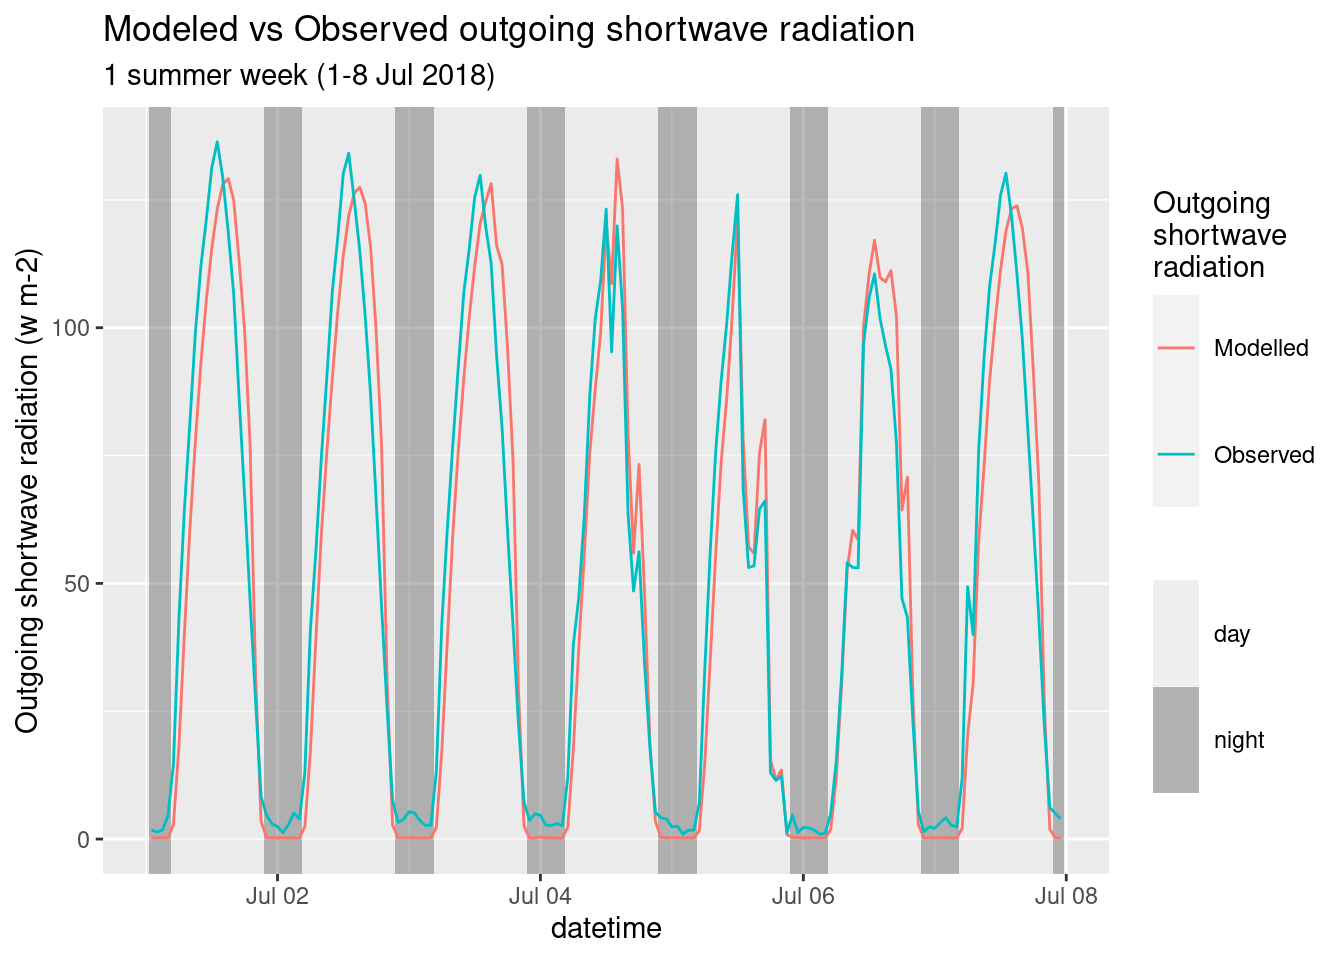 Modeled vs Observed outgoing shortwave radiation
1 summer week (1-8 Jul 2018)
Outgoing shortwave radiation (w m-2)
100
50
0
Jul 02
Jul 04
Jul 06
Jul 08
datetime
Outgoing
shortwave
radiation
Modelled
Observed
day
night